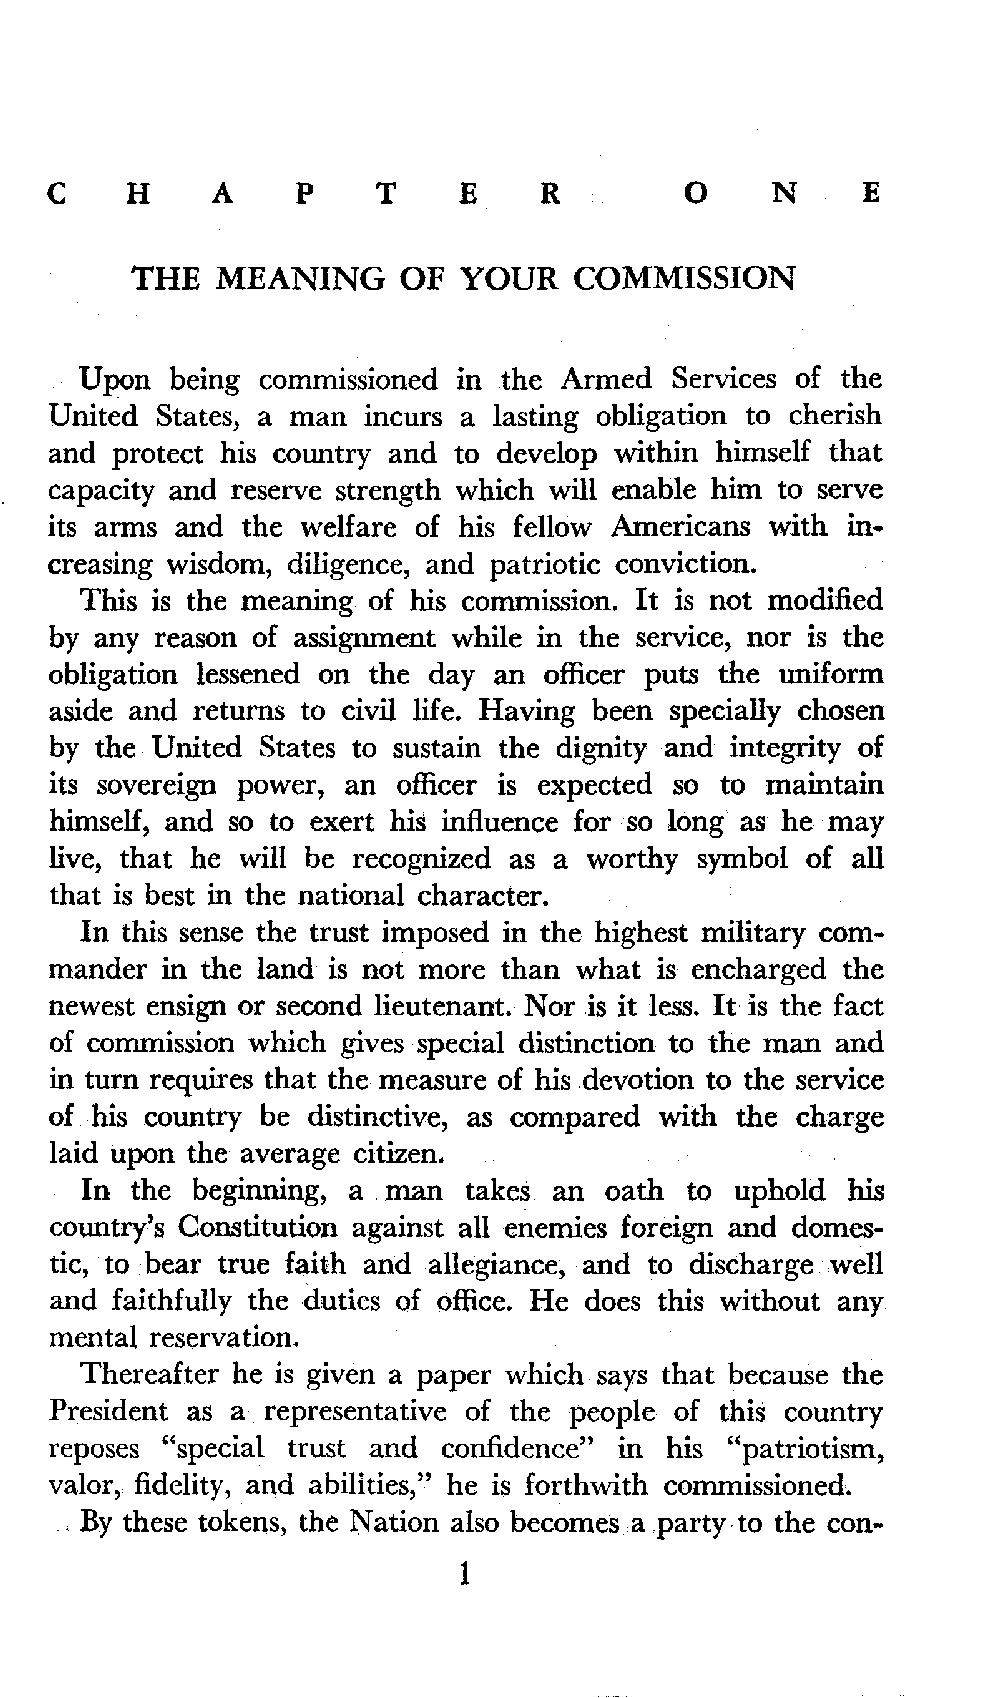 CHAPTER ONE
THE MEANING OF YOUR COMMISSION
Upon being commissioned in the Armed Services of the
United States, a man incurs a lasting obligation to cherish
and protect his country and to develop within himself that
capacity and reserve strength which will enable him to serve
its arms and the welfare of his fellow Americans with in-
creasing wisdom, diligence, and patriotic conviction.
This is the meaning of his commission. It is not modified
by any reason of assignment while in the service, nor is the
obligation lessened on the day an officer puts the uniform
aside and returns to civil life. Having been specially chosen
by the United States to sustain the dignity and integrity of
its sovereign power, an officer is expected so to maintain
himself, and so to exert his influence for so long as he may
live, that he will be recognized as a worthy symbol of all
that is best in the national character.
In this sense the trust imposed in the highest military com-
mander in the land is not more than what is encharged the
newest ensign or second lieutenant. Nor is it less. It is the fact
of commission which gives special distinction to the man and
in turn requires that the measure of his devotion to the service
of his country be distinctive, as compared with the charge
laid upon the average citizen.
In the beginning, a man takes an oath to uphold his
country's Constitution against all enemies foreign and domes-
tic, to bear true faith and allegiance, and to discharge well
and faithfully the duties of office. He does this without any
mental reservation.
Thereafter he is given a paper which says that because the
President as a representative of the people of this country
reposes “special trust and confidence” in his “patriotism,
valor, fidelity, and abilities,” he is forthwith commissioned.
By these tokens, the Nation also becomes a party to the con-
1